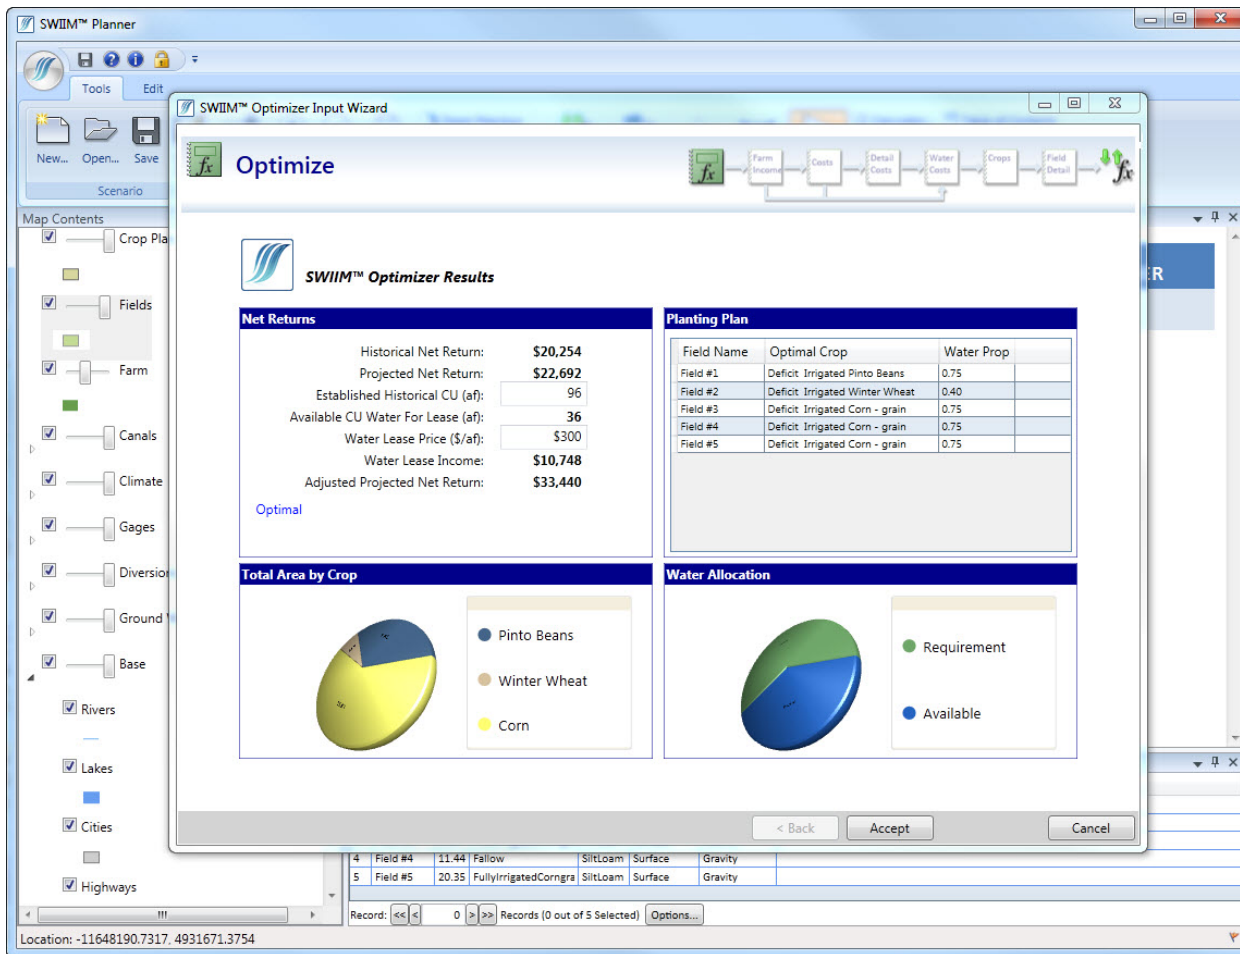 SWIIM™ Planner
Tools Edit
New... Open... Save
Scenario
Map Contents
Crop Pla
Fields
Farm
Canals
Climate
Gages
Diversion
Ground
Base
Rivers
Lakes
Cities
Highways
SWIIM™ Optimizer Input Wizard
fx Optimize
fx Farm Income Costs Detail Costs Water Costs Crops Field Detail fx
SWIIM™ Optimizer Results
Net Returns
Historical Net Return: $20,254
Projected Net Return: $22,692
Established Historical CU (af): 96
Available CU Water For Lease (af): 36
Water Lease Price ($/af): $300
Water Lease Income: $10,748
Adjusted Projected Net Return: $33,440
Optimal
Planting Plan
Field Name Optimal Crop Water Prop
Field #1 Deficit Irrigated Pinto Beans 0.75
Field #2 Deficit Irrigated Winter Wheat 0.40
Field #3 Deficit Irrigated Corn - grain 0.75
Field #4 Deficit Irrigated Corn - grain 0.75
Field #5 Deficit Irrigated Corn - grain 0.75
Total Area by Crop
Pinto Beans
Winter Wheat
Corn
Water Allocation
Requirement
Available
< Back Accept Cancel
ER
4 Field #4 11.44 Fallow SiltLoam Surface Gravity
5 Field #5 20.35 FullyIrrigatedCorngra SiltLoam Surface Gravity
Record: << < 0 > >> Records (0 out of 5 Selected) Options...
Location: -11648190.7317, 4931671.3754